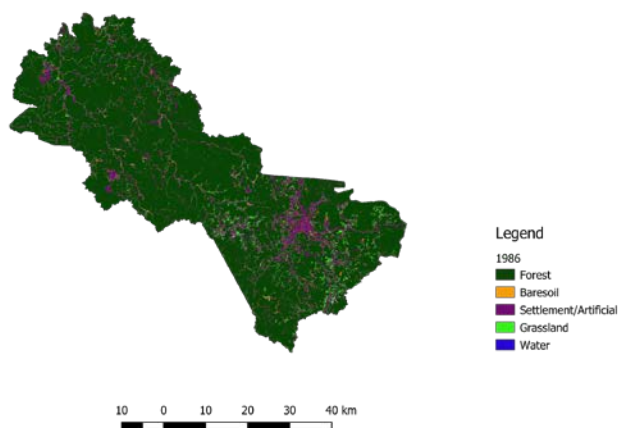 Legend
1986
Forest
Baresoil
Settlement/Artificial
Grassland
Water
10 0 10 20 30 40 km